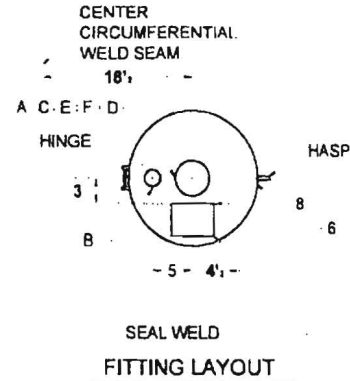 CENTER
CIRCUMFERENTIAL
WELD SEAM
18½
A C E F D
HINGE
HASP
3
8
6
B
5 4½
SEAL WELD
FITTING LAYOUT